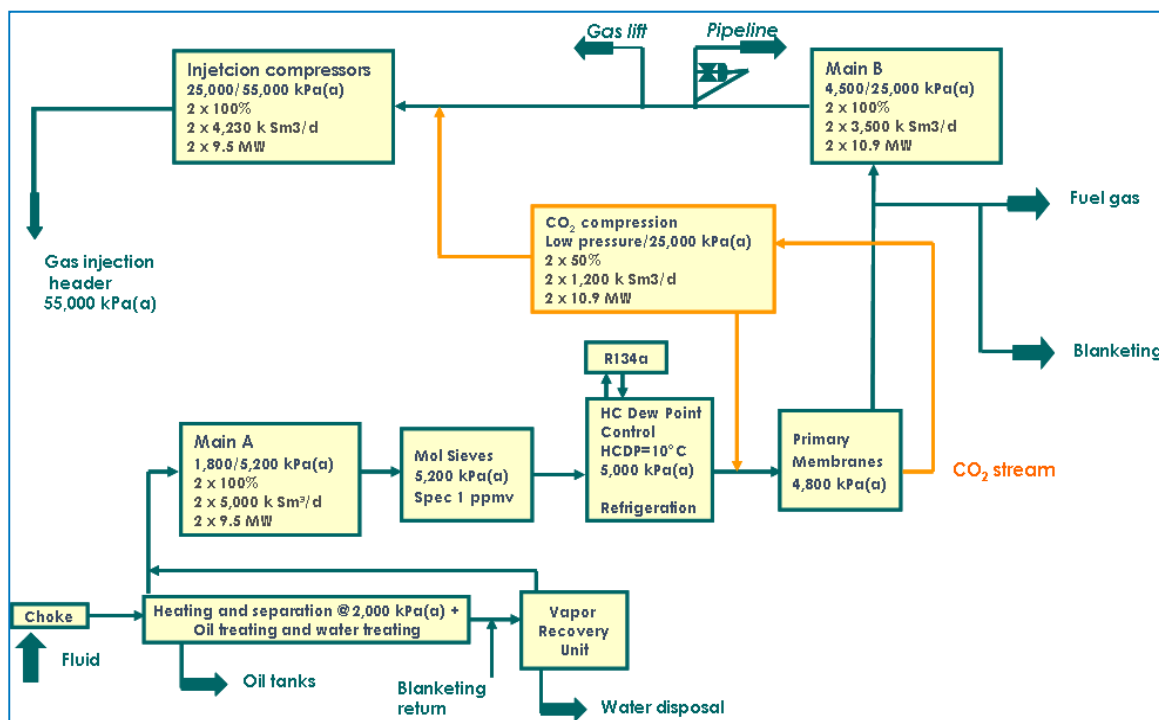 Gas lift
Pipeline
Injetcion compressors
25,000/55,000 kPa(a)
2 x 100%
2 x 4,230 k Sm3/d
2 x 9.5 MW
Main B
4,500/25,000 kPa(a)
2 x 100%
2 x 3,500 k Sm3/d
2 x 10.9 MW
Fuel gas
CO₂ compression
Low pressure/25,000 kPa(a)
2 x 50%
2 x 1,200 k Sm3/d
2 x 10.9 MW
Gas injection
header
55,000 kPa(a)
Blanketing
R134a
Main A
1,800/5,200 kPa(a)
2 x 100%
2 x 5,000 k Sm³/d
2 x 9.5 MW
Mol Sieves
5,200 kPa(a)
Spec 1 ppmv
HC Dew Point
Control
HCDP=10°C
5,000 kPa(a)
Refrigeration
Primary
Membranes
4,800 kPa(a)
CO₂ stream
Choke
Heating and separation @2,000 kPa(a) +
Oil treating and water treating
Vapor
Recovery
Unit
Fluid
Oil tanks
Blanketing
return
Water disposal